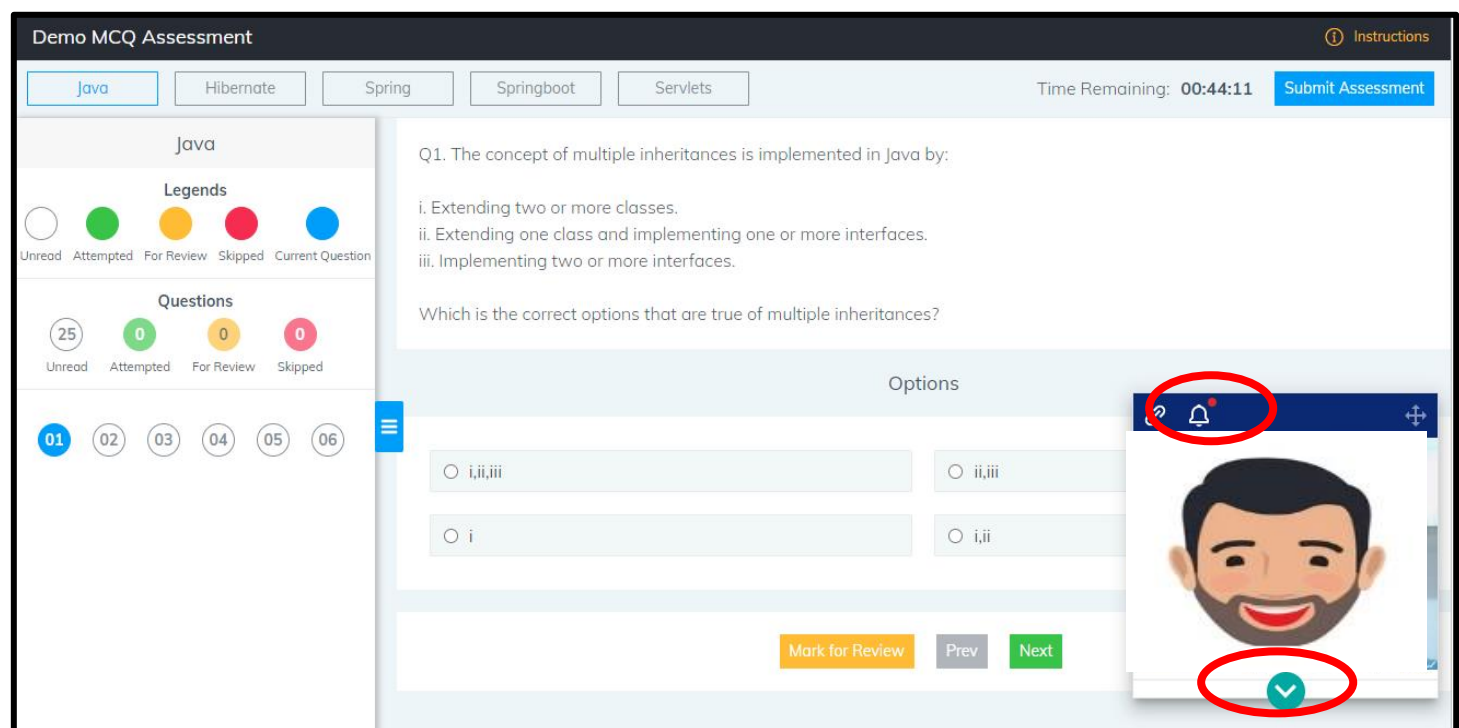 Demo MCQ Assessment
Instructions
Java
Hibernate
Spring
Springboot
Servlets
Time Remaining: 00:44:11
Submit Assessment
Java
Legends
Unread Attempted For Review Skipped Current Question
Questions
25 0 0 0
Unread Attempted For Review Skipped
01 02 03 04 05 06
Q1. The concept of multiple inheritances is implemented in Java by:
i. Extending two or more classes.
ii. Extending one class and implementing one or more interfaces.
iii. Implementing two or more interfaces.
Which is the correct options that are true of multiple inheritances?
Options
i,ii,iii
ii,iii
i
i,ii
Mark for Review
Prev
Next